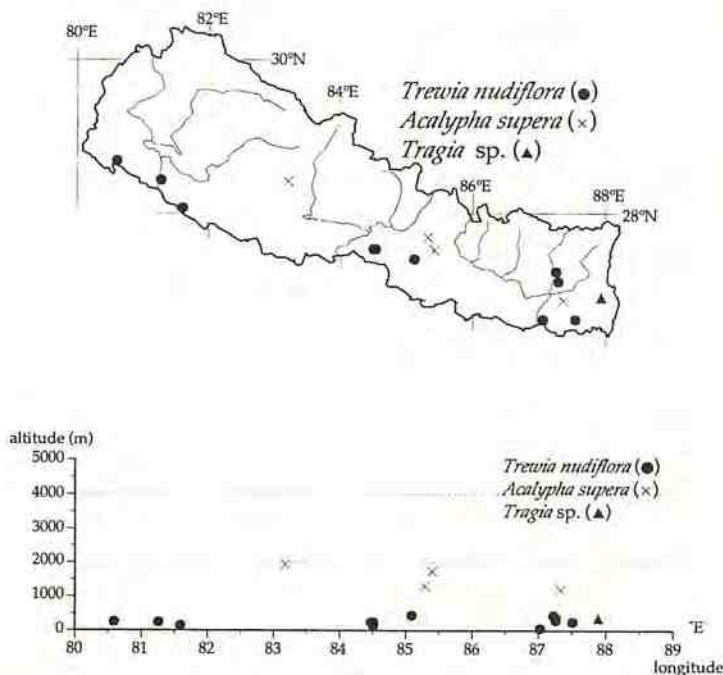 82°E
80°E
30°N
84°E
Trewia nudiflora (●)
Acalypha supera (×)
Tragia sp. (▲)
86°E
88°E
28°N
altitude (m)
5000
4000
3000
2000
1000
0
Trewia nudiflora (●)
Acalypha supera (×)
Tragia sp. (▲)
°E
80 81 82 83 84 85 86 87 88 89
longitude